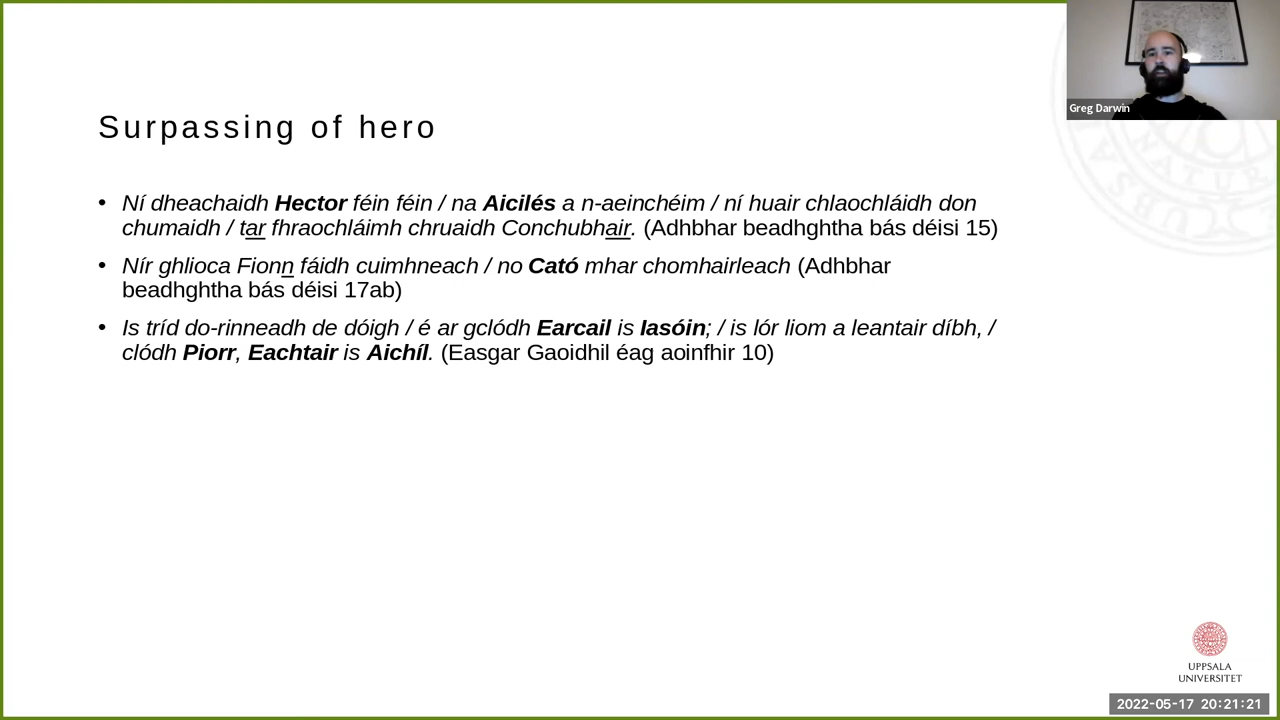 Greg Darwin
Surpassing of hero
• Ní dheachaidh Hector féin féin / na Aicilés a n-aeinchéim / ní huair chlaochláidh don
chumaidh / tar fhraochláimh chruaidh Conchubhair. (Adhbhar beadhghtha bás déisi 15)
• Nír ghlioca Fionn fáidh cuimhneach / no Cató mhar chomhairleach (Adhbhar
beadhghtha bás déisi 17ab)
• Is tríd do-rinneadh de dóigh / é ar gclódh Earcail is Iasóin; / is lór liom a leantair díbh, /
clódh Piorr, Eachtair is Aichíl. (Easgar Gaoidhil éag aoinfhir 10)
UPPSALA
UNIVERSITET
2022-05-17 20:21:21